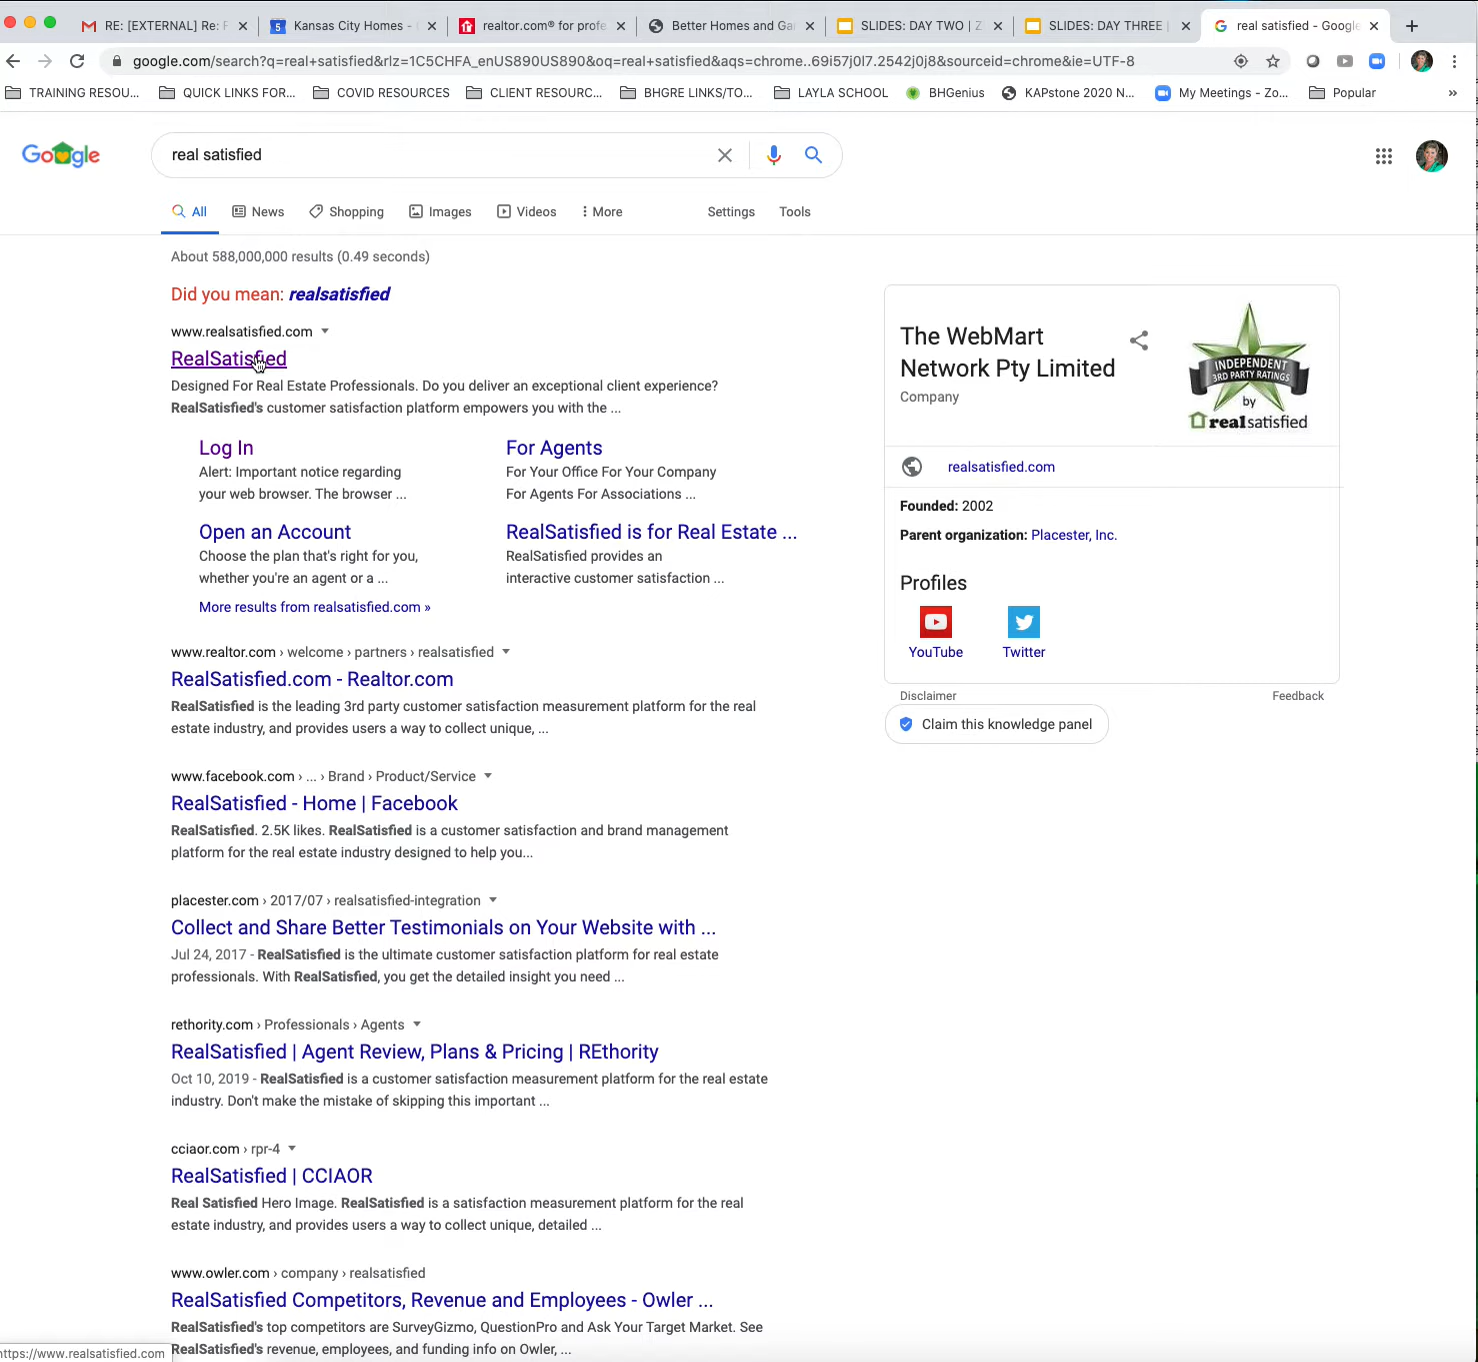 RE: [EXTERNAL] Re: F
Kansas City Homes -
realtor.com® for profe
Better Homes and Ga
SLIDES: DAY TWO | Z
SLIDES: DAY THREE |
real satisfied - Google
google.com/search?q=real+satisfied&rlz=1C5CHFA_enUS890US890&oq=real+satisfied&aqs=chrome..69i57j0l7.2542j0j8&sourceid=chrome&ie=UTF-8
TRAINING RESOU...
QUICK LINKS FOR...
COVID RESOURCES
CLIENT RESOURC...
BHGRE LINKS/TO...
LAYLA SCHOOL
BHGenius
KAPstone 2020 N...
My Meetings - Zo...
Popular
»
Google
real satisfied
All
News
Shopping
Images
Videos
More
Settings
Tools
About 588,000,000 results (0.49 seconds)
Did you mean: realsatisfied
www.realsatisfied.com
RealSatisfied
Designed For Real Estate Professionals. Do you deliver an exceptional client experience?
RealSatisfied's customer satisfaction platform empowers you with the ...
Log In
Alert: Important notice regarding
your web browser. The browser ...
For Agents
For Your Office For Your Company
For Agents For Associations ...
Open an Account
Choose the plan that's right for you,
whether you're an agent or a ...
RealSatisfied is for Real Estate ...
RealSatisfied provides an
interactive customer satisfaction ...
More results from realsatisfied.com »
www.realtor.com › welcome › partners › realsatisfied
RealSatisfied.com - Realtor.com
RealSatisfied is the leading 3rd party customer satisfaction measurement platform for the real
estate industry, and provides users a way to collect unique, ...
www.facebook.com › ... › Brand › Product/Service
RealSatisfied - Home | Facebook
RealSatisfied. 2.5K likes. RealSatisfied is a customer satisfaction and brand management
platform for the real estate industry designed to help you...
placester.com › 2017/07 › realsatisfied-integration
Collect and Share Better Testimonials on Your Website with ...
Jul 24, 2017 - RealSatisfied is the ultimate customer satisfaction platform for real estate
professionals. With RealSatisfied, you get the detailed insight you need ...
rethority.com › Professionals › Agents
RealSatisfied | Agent Review, Plans & Pricing | REthority
Oct 10, 2019 - RealSatisfied is a customer satisfaction measurement platform for the real estate
industry. Don't make the mistake of skipping this important ...
cciaor.com › rpr-4
RealSatisfied | CCIAOR
Real Satisfied Hero Image. RealSatisfied is a satisfaction measurement platform for the real
estate industry, and provides users a way to collect unique, detailed ...
www.owler.com › company › realsatisfied
RealSatisfied Competitors, Revenue and Employees - Owler ...
RealSatisfied's top competitors are SurveyGizmo, QuestionPro and Ask Your Target Market. See
RealSatisfied's revenue, employees, and funding info on Owler, ...
https://www.realsatisfied.com
The WebMart
Network Pty Limited
Company
INDEPENDENT
3RD PARTY RATINGS
by
realsatisfied
realsatisfied.com
Founded: 2002
Parent organization: Placester, Inc.
Profiles
YouTube
Twitter
Disclaimer
Feedback
Claim this knowledge panel